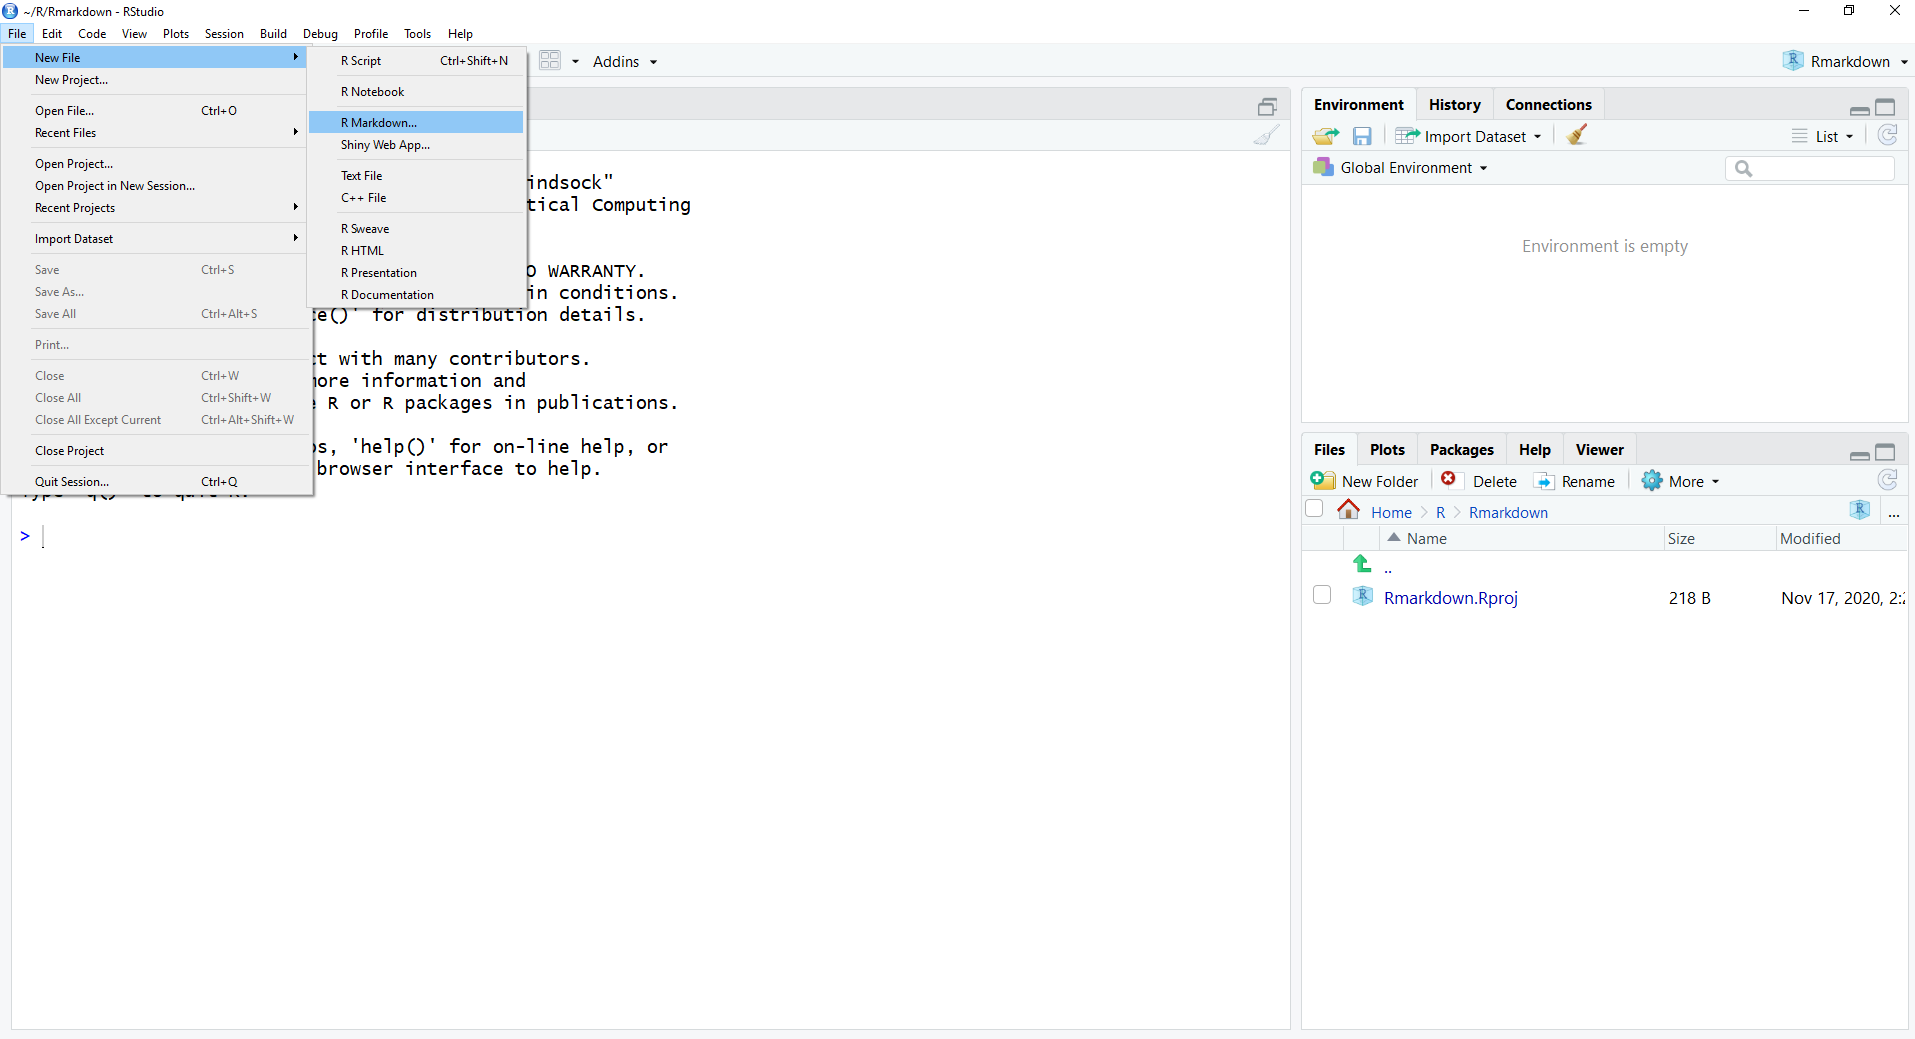 ~/R/Rmarkdown - RStudio
File Edit Code View Plots Session Build Debug Profile Tools Help
New File
New Project...
Open File... Ctrl+O
Recent Files
Open Project...
Open Project in New Session...
Recent Projects
Import Dataset
Save Ctrl+S
Save As...
Save All Ctrl+Alt+S
Print...
Close Ctrl+W
Close All Ctrl+Shift+W
Close All Except Current Ctrl+Alt+Shift+W
Close Project
Quit Session... Ctrl+Q
R Script Ctrl+Shift+N
R Notebook
R Markdown...
Shiny Web App...
Text File
C++ File
R Sweave
R HTML
R Presentation
R Documentation
Addins
Rmarkdown
indsock"
tical Computing
O WARRANTY.
in conditions.
ce()' for distribution details.
ct with many contributors.
more information and
R or R packages in publications.
os, 'help()' for on-line help, or
browser interface to help.
Type 'q()' to quit R.
>
Environment History Connections
Import Dataset List
Global Environment
Environment is empty
Files Plots Packages Help Viewer
New Folder Delete Rename More
Home R Rmarkdown ...
Name Size Modified
..
Rmarkdown.Rproj 218 B Nov 17, 2020, 2: